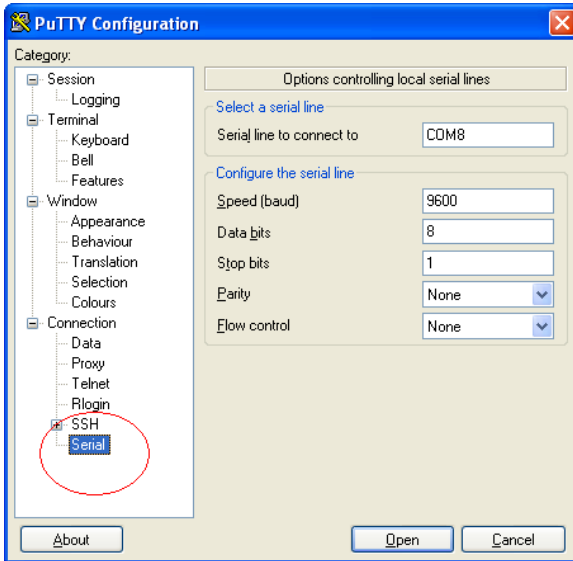 PuTTY Configuration
Category:
Session
Logging
Terminal
Keyboard
Bell
Features
Window
Appearance
Behaviour
Translation
Selection
Colours
Connection
Data
Proxy
Telnet
Rlogin
SSH
Serial
Options controlling local serial lines
Select a serial line
Serial line to connect to COM8
Configure the serial line
Speed (baud) 9600
Data bits 8
Stop bits 1
Parity None
Flow control None
About Open Cancel